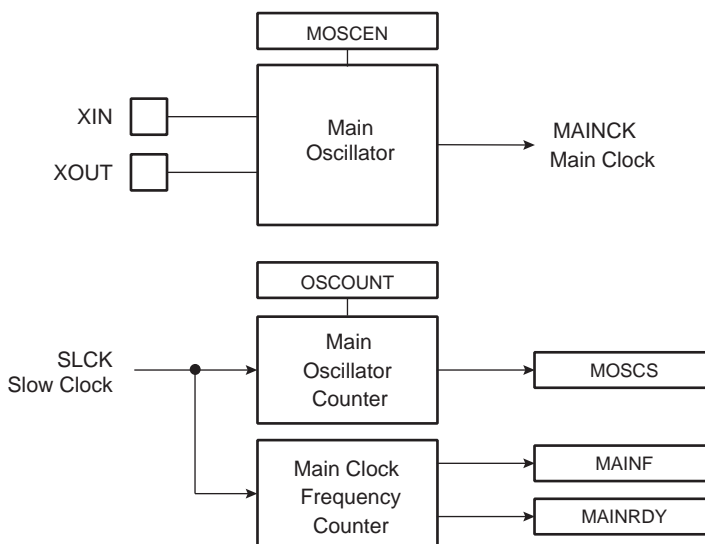 MOSCEN
XIN
XOUT
Main
Oscillator
MAINCK
Main Clock
OSCOUNT
SLCK
Slow Clock
Main
Oscillator
Counter
MOSCS
Main Clock
Frequency
Counter
MAINF
MAINRDY